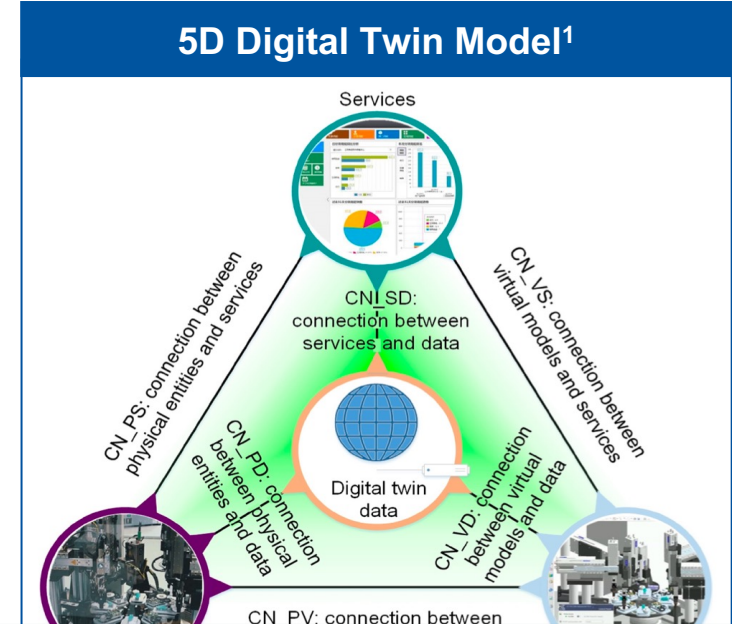 5D Digital Twin Model1
Services
CN_PS: connection between
physical entities and services
CN_VS: connection between
virtual models and services
CN_SD:
connection between
services and data
CN_PD: connection
between physical
entities and data
Digital twin
data
CN_VD: connection
between virtual
models and data
CN_PV: connection between